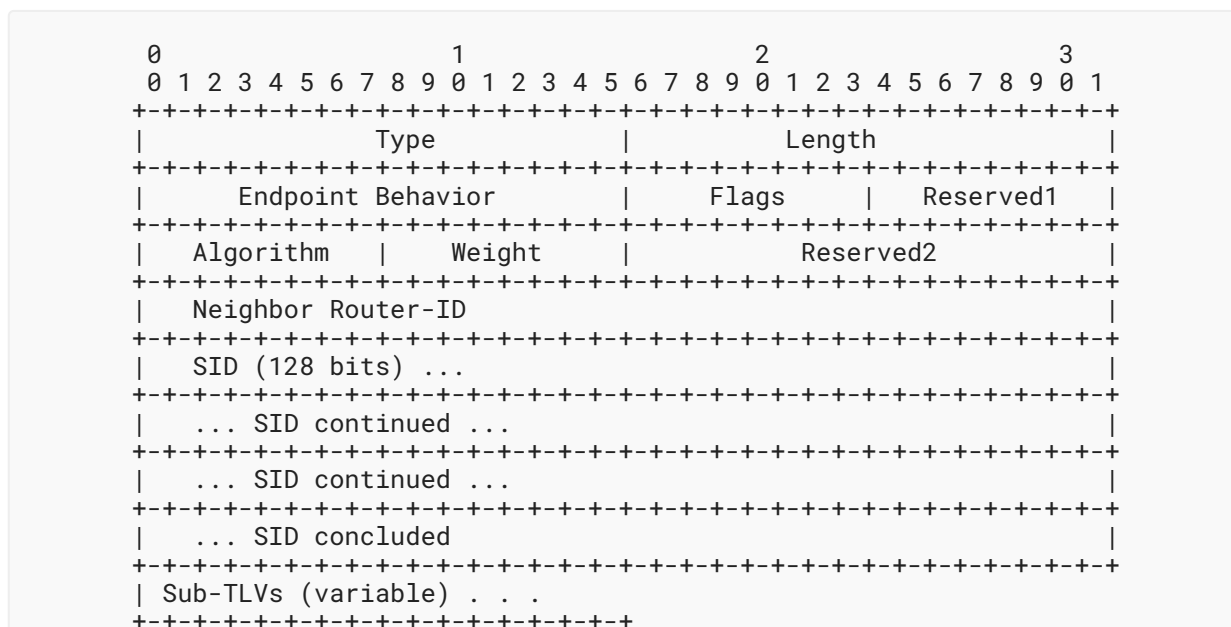 0                   1                   2                   3
 0 1 2 3 4 5 6 7 8 9 0 1 2 3 4 5 6 7 8 9 0 1 2 3 4 5 6 7 8 9 0 1
+-+-+-+-+-+-+-+-+-+-+-+-+-+-+-+-+-+-+-+-+-+-+-+-+-+-+-+-+-+-+-+-+
|               Type            |          Length               |
+-+-+-+-+-+-+-+-+-+-+-+-+-+-+-+-+-+-+-+-+-+-+-+-+-+-+-+-+-+-+-+-+
|      Endpoint Behavior        |     Flags     |   Reserved1   |
+-+-+-+-+-+-+-+-+-+-+-+-+-+-+-+-+-+-+-+-+-+-+-+-+-+-+-+-+-+-+-+-+
|   Algorithm   |    Weight     |           Reserved2           |
+-+-+-+-+-+-+-+-+-+-+-+-+-+-+-+-+-+-+-+-+-+-+-+-+-+-+-+-+-+-+-+-+
|   Neighbor Router-ID                                          |
+-+-+-+-+-+-+-+-+-+-+-+-+-+-+-+-+-+-+-+-+-+-+-+-+-+-+-+-+-+-+-+-+
|   SID (128 bits) ...                                          |
+-+-+-+-+-+-+-+-+-+-+-+-+-+-+-+-+-+-+-+-+-+-+-+-+-+-+-+-+-+-+-+-+
|   ... SID continued ...                                       |
+-+-+-+-+-+-+-+-+-+-+-+-+-+-+-+-+-+-+-+-+-+-+-+-+-+-+-+-+-+-+-+-+
|   ... SID continued ...                                       |
+-+-+-+-+-+-+-+-+-+-+-+-+-+-+-+-+-+-+-+-+-+-+-+-+-+-+-+-+-+-+-+-+
|   ... SID concluded                                           |
+-+-+-+-+-+-+-+-+-+-+-+-+-+-+-+-+-+-+-+-+-+-+-+-+-+-+-+-+-+-+-+-+
| Sub-TLVs (variable) . . .
+-+-+-+-+-+-+-+-+-+-+-+-+-+-+-+-+